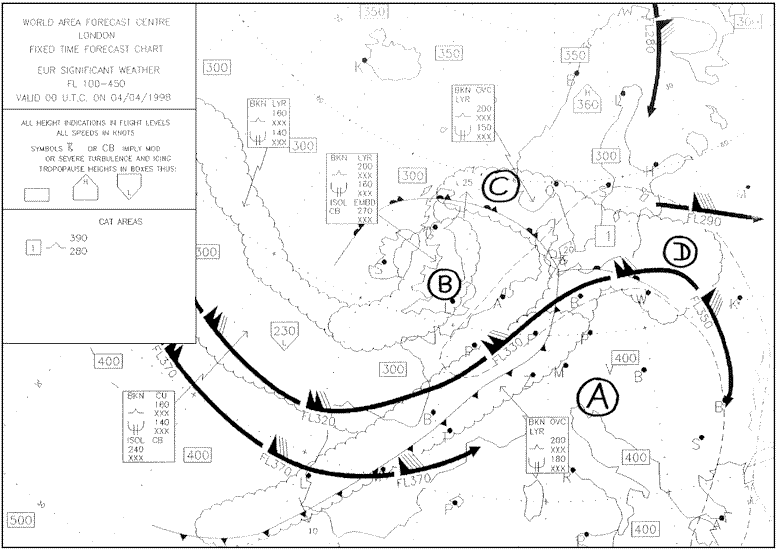 WORLD AREA FORECAST CENTRE
LONDON
FIXED TIME FORECAST CHART
EUR SIGNIFICANT WEATHER
FL 100-450
VALID 00 U.T.C. ON 04/04/1998
ALL HEIGHT INDICATIONS IN FLIGHT LEVELS
ALL SPEEDS IN KNOTS
SYMBOLS OR CB IMPLY MOD
OR SEVERE TURBULENCE AND ICING
TROPOPAUSE HEIGHTS IN BOXES THUS:
H
L
CAT AREAS
1
390
280
350
300
350
350
FL280
300
K
B
L
H
360
BKN LYR
160
XXX
140
XXX
300
BKN OVC
LYR
200
XXX
150
XXX
BKN LYR
200
XXX
160
XXX
ISOL EMBD
CB 270
XXX
300
300
H
M
25
C
FL290
1
D
20
S
B
A
B
W
K
300
FL350
230
L
400
FL370
FL330
FL320
300
400
M
B
A
B
B
BKN CU
160
XXX
140
XXX
ISOL CB
240
XXX
400
FL370
FL370
BKN OVC
LYR
200
XXX
180
XXX
S
400
L
M
R
P
500
10
400